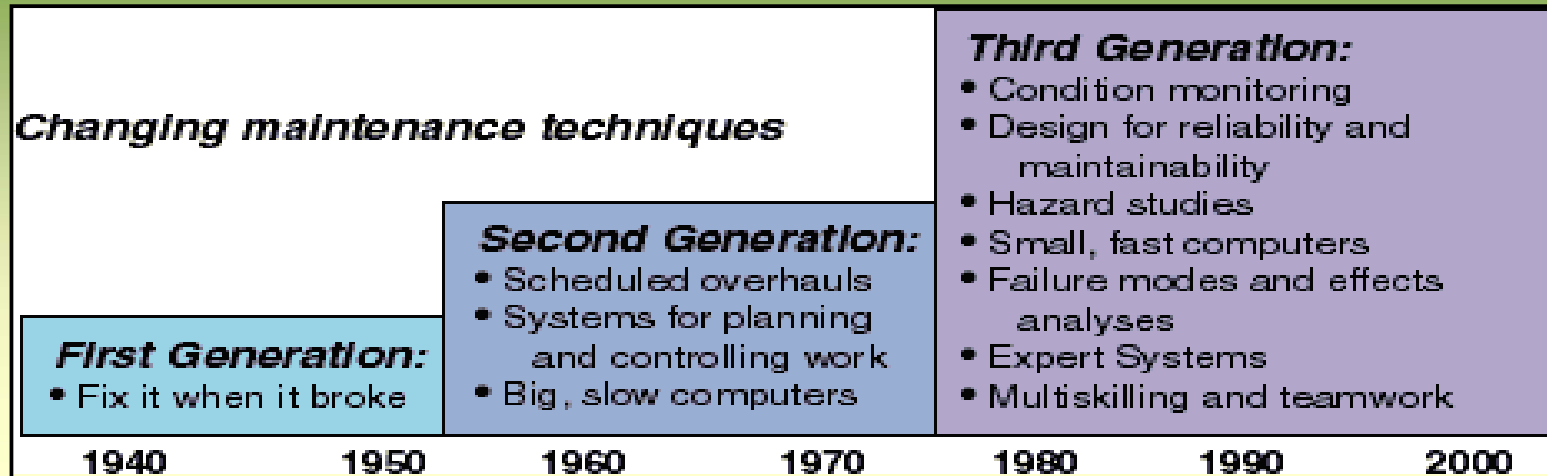 Changing maintenance techniques
First Generation:
• Fix it when it broke
Second Generation:
• Scheduled overhauls
• Systems for planning
and controlling work
• Big, slow computers
Third Generation:
• Condition monitoring
• Design for reliability and
maintainability
• Hazard studies
• Small, fast computers
• Failure modes and effects
analyses
• Expert Systems
• Multiskilling and teamwork
1940 1950 1960 1970 1980 1990 2000